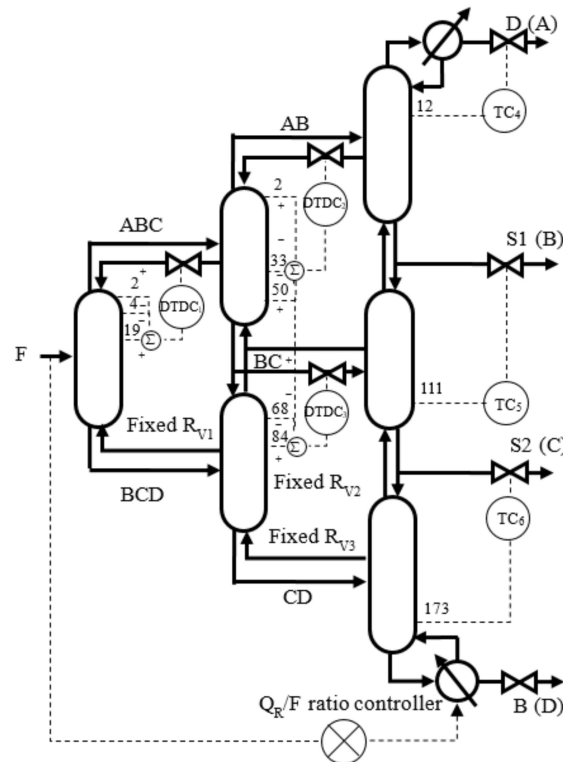 D (A)
12
TC4
AB
2
+
DTDC2
ABC
−
S1 (B)
+
33
Σ
2
50
4
−
DTDC1
+
19
−
Σ
+
F
BC
+
111
TC5
Fixed RV1
−
DTDC3
68
−
S2 (C)
84
Σ
+
BCD
Fixed RV2
TC6
Fixed RV3
CD
173
QR/F ratio controller
B (D)